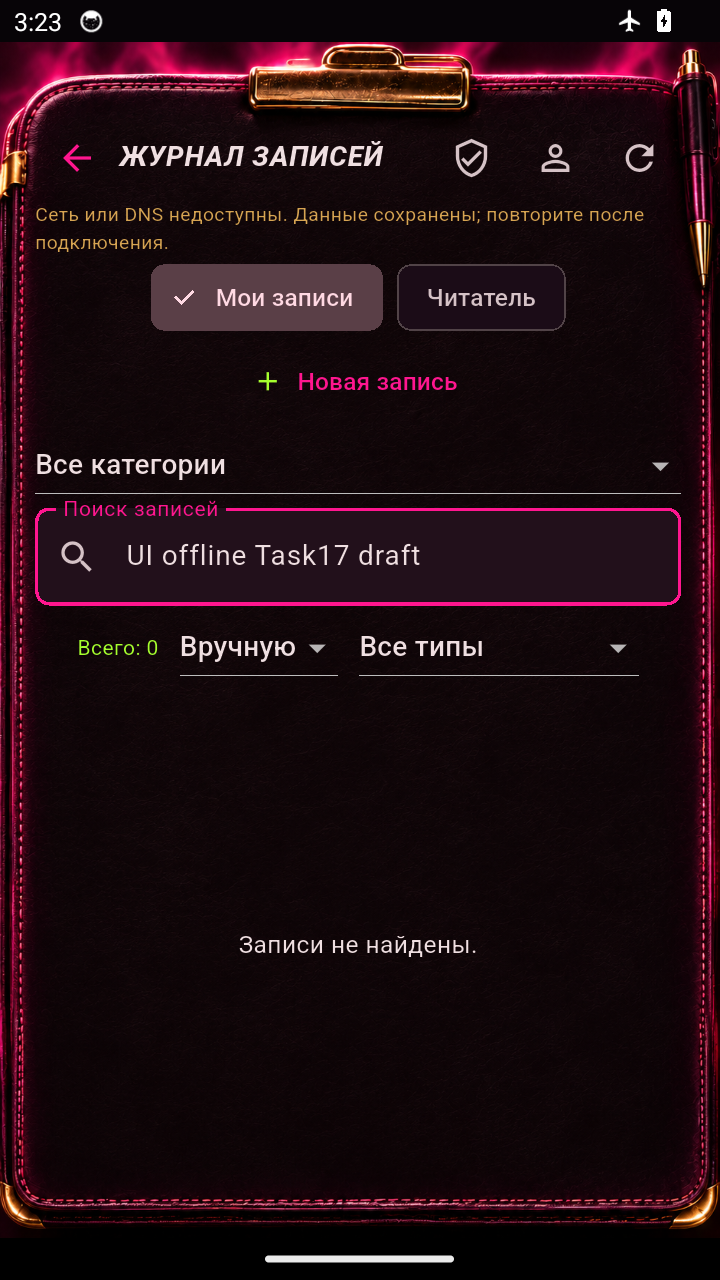 3:23
ЖУРНАЛ ЗАПИСЕЙ
Сеть или DNS недоступны. Данные сохранены; повторите после
подключения.
Мои записи
Читатель
Новая запись
Все категории
Поиск записей
UI offline Task17 draft
Всего: 0
Вручную
Все типы
Записи не найдены.